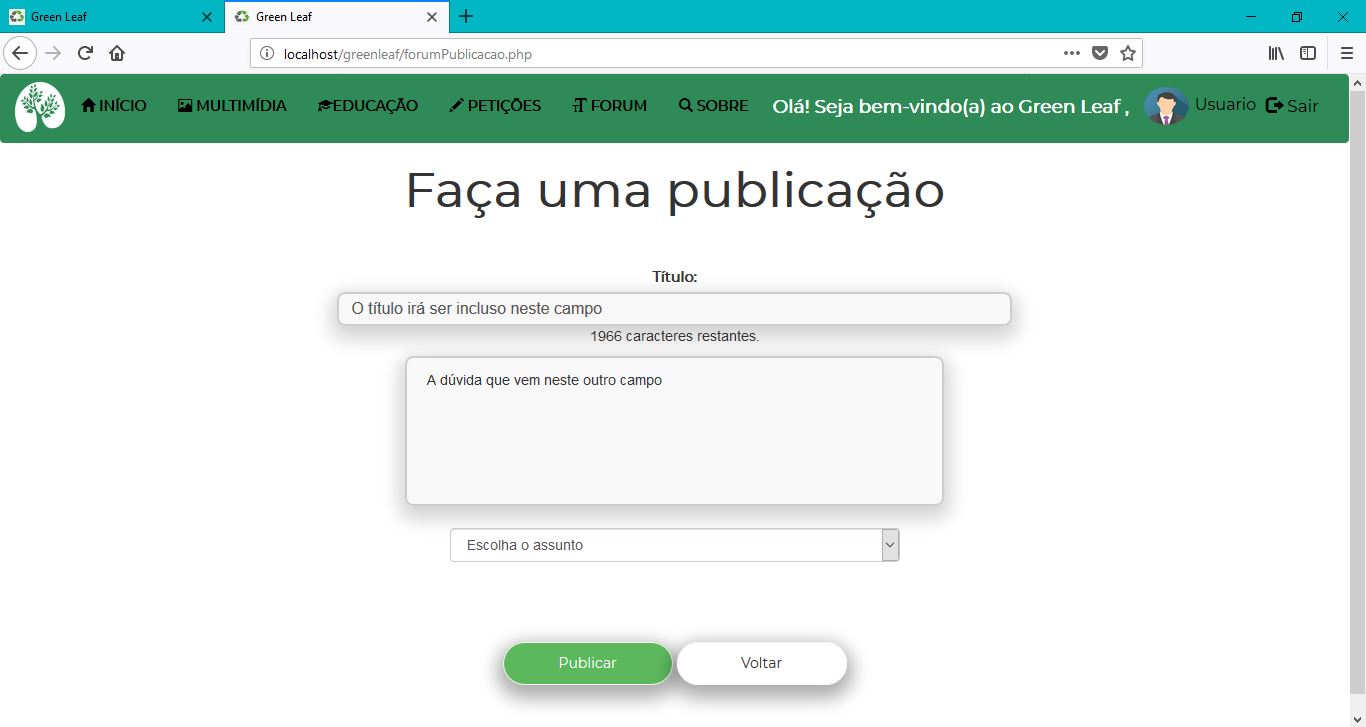 Green Leaf
Green Leaf
localhost/greenleaf/forumPublicacao.php
INÍCIO MULTIMÍDIA EDUCAÇÃO PETIÇÕES FORUM SOBRE Olá! Seja bem-vindo(a) ao Green Leaf , Usuario Sair
Faça uma publicação
Título:
O título irá ser incluso neste campo
1966 caracteres restantes.
A dúvida que vem neste outro campo
Escolha o assunto
Publicar Voltar